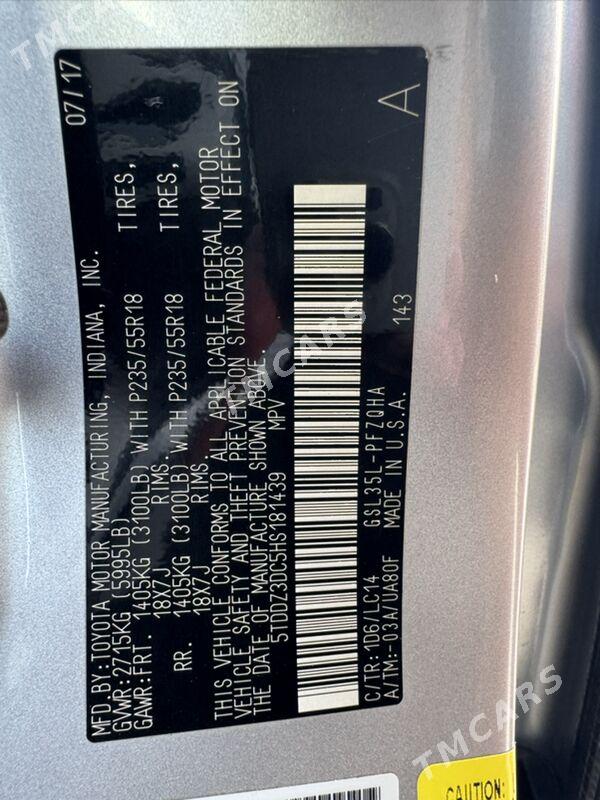 MFD.BY:TOYOTA MOTOR MANUFACTURING, INDIANA, INC. 07/17
GVWR:2715KG (5995LB)
GAWR:FRT. 1405KG (3100LB) WITH P235/55R18 TIRES,
18X7J RIMS.
RR. 1405KG (3100LB) WITH P235/55R18 TIRES,
18X7J RIMS.
THIS VEHICLE CONFORMS TO ALL APPLICABLE FEDERAL MOTOR
VEHICLE SAFETY AND THEFT PREVENTION STANDARDS IN EFFECT ON
THE DATE OF MANUFACTURE SHOWN ABOVE.
5TDDZ3DC5HS181439 MPV
A
C/TR:1D6/LC14 GSL35L-PFZQHA
A/TM:-03A/UA80F MADE IN U.S.A. 143
CAUTION:
TMCARS
TMCARS
TMCARS
TMCARS